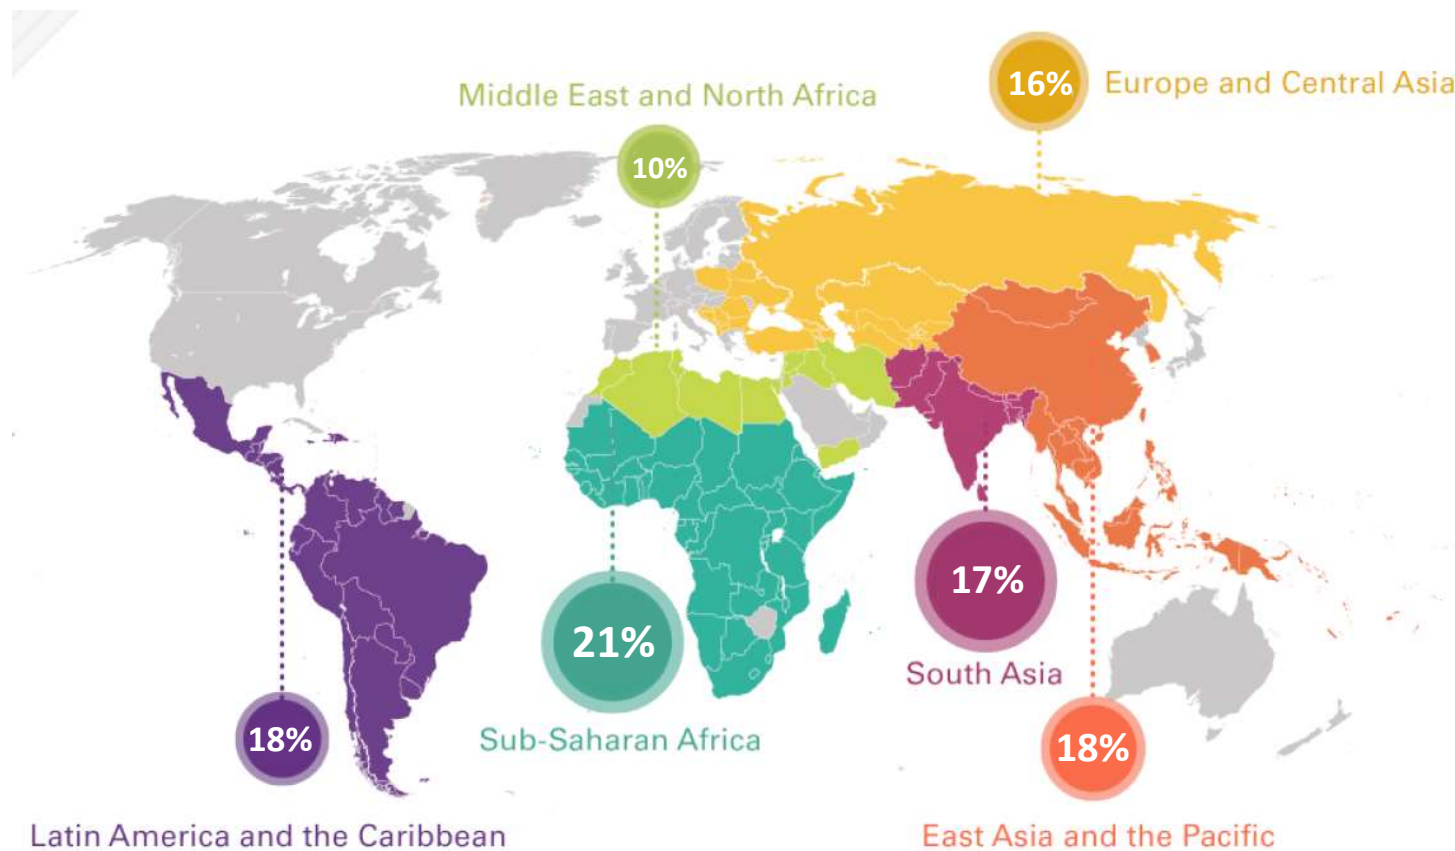 16%
Europe and Central Asia
Middle East and North Africa
10%
17%
South Asia
21%
Sub-Saharan Africa
18%
Latin America and the Caribbean
18%
East Asia and the Pacific